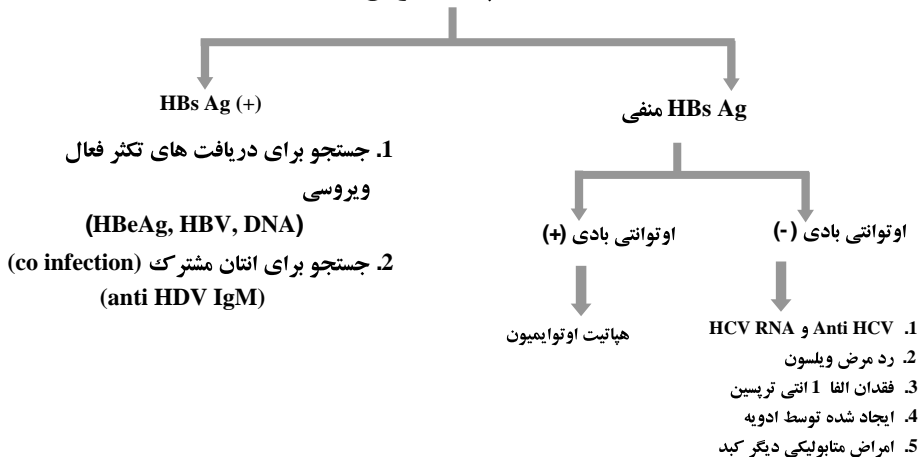 HBs Ag (+)
1. جستجو برای دریافت های تکثر فعال
ویروسی
(HBeAg, HBV, DNA)
2. جستجو برای انتان مشترک (co infection)
(anti HDV IgM)
HBs Ag منفی
اوتوانتی بادی (+)
هپاتیت اوتوایمیون
اوتوانتی بادی (-)
1. Anti HCV و HCV RNA
2. رد مرض ویلسون
3. فقدان الفا 1 انتی ترپسین
4. ایجاد شده توسط ادویه
5. امراض متابولیکی دیگر کبد